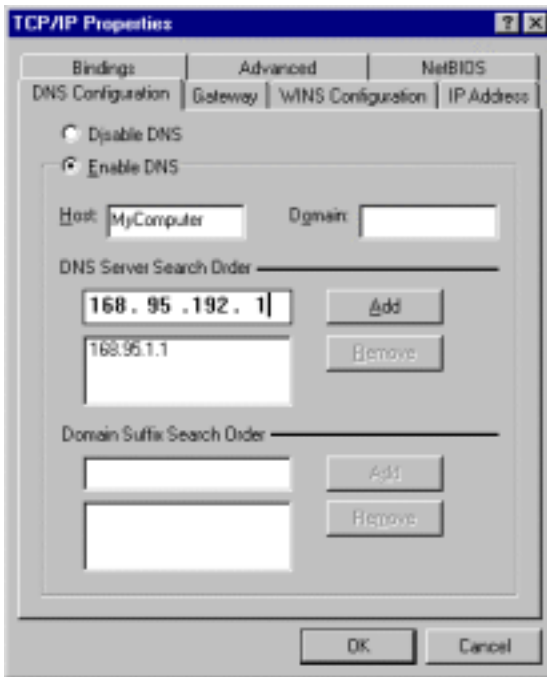 TCP/IP Properties
Bindings Advanced NetBIOS
DNS Configuration Gateway WINS Configuration IP Address
Disable DNS
Enable DNS
Host: MyComputer Domain:
DNS Server Search Order
168 . 95 .192 . 1 Add
168.95.1.1 Remove
Domain Suffix Search Order
Add
Remove
OK Cancel